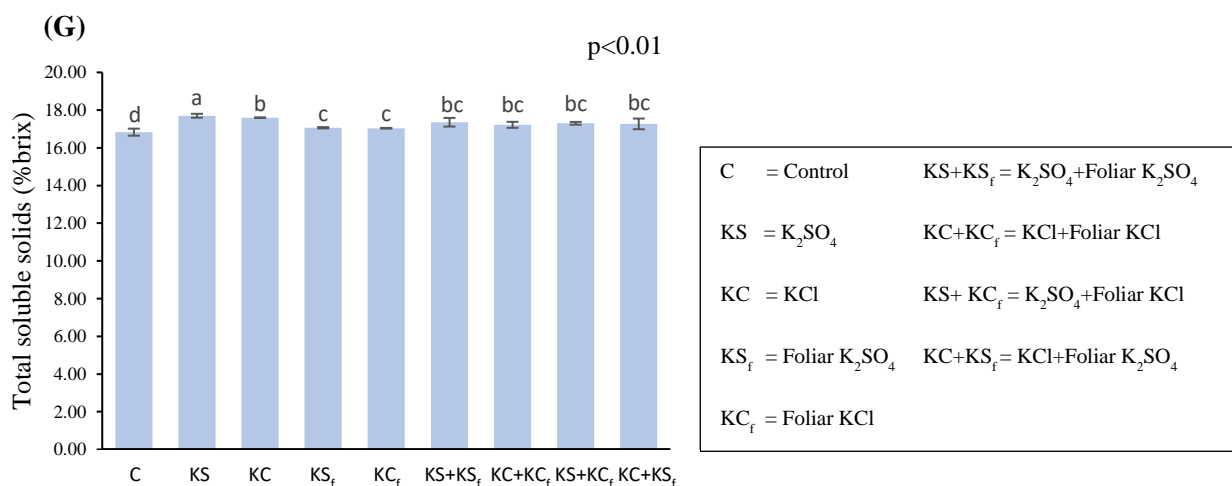 (G)
p<0.01
Total soluble solids (%brix)
20.00
18.00
16.00
14.00
12.00
10.00
8.00
6.00
4.00
2.00
0.00
d a b c c bc bc bc bc
C KS KC KSf KCf KS+KSf KC+KCf KS+KCf KC+KSf
C = Control KS+KSf = K2SO4+Foliar K2SO4
KS = K2SO4 KC+KCf = KCl+Foliar KCl
KC = KCl KS+ KCf = K2SO4+Foliar KCl
KSf = Foliar K2SO4 KC+KSf = KCl+Foliar K2SO4
KCf = Foliar KCl